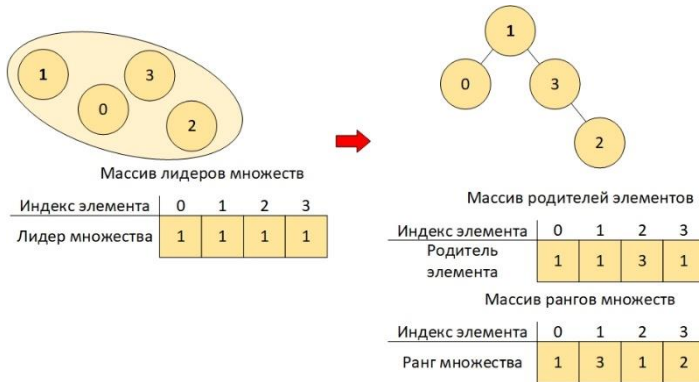 1
3
0
2
Массив лидеров множеств
Индекс элемента 0 1 2 3
Лидер множества 1 1 1 1
1
0 3
2
Массив родителей элементов
Индекс элемента 0 1 2 3
Родитель
элемента 1 1 3 1
Массив рангов множеств
Индекс элемента 0 1 2 3
Ранг множества 1 3 1 2